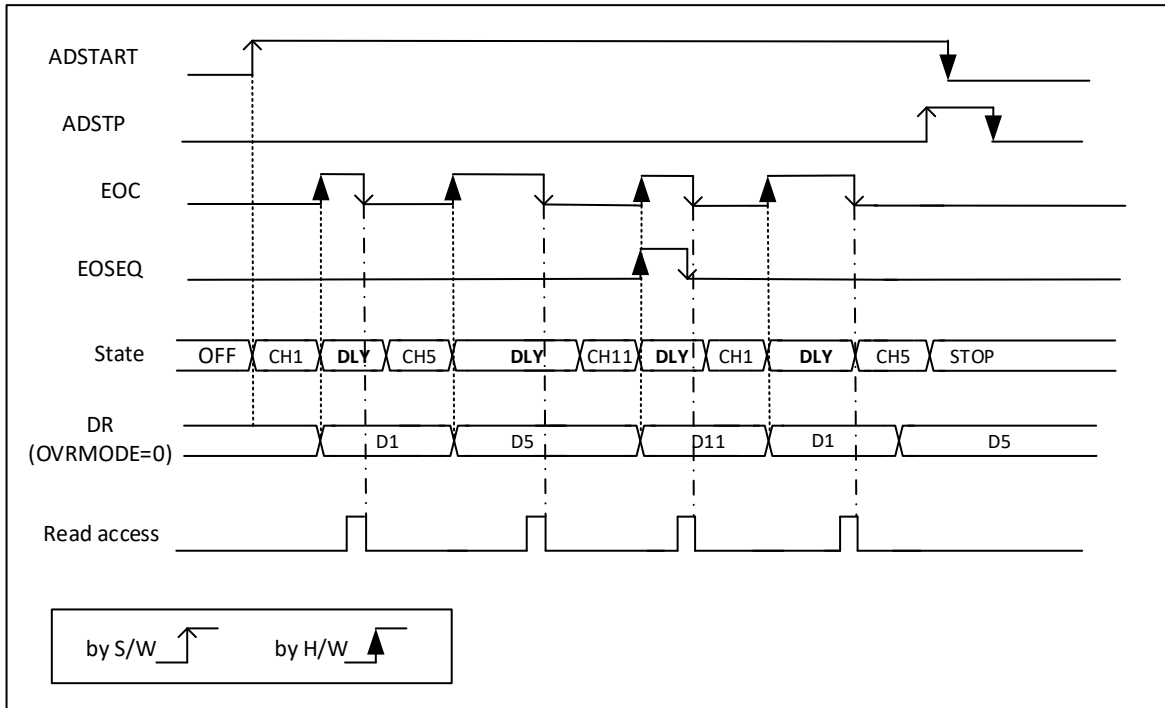 ADSTART
ADSTP
EOC
EOSEQ
State OFF CH1 DLY CH5 DLY CH11 DLY CH1 DLY CH5 STOP
DR
(OVRMODE=0) D1 D5 D11 D1 D5
Read access
by S/W by H/W